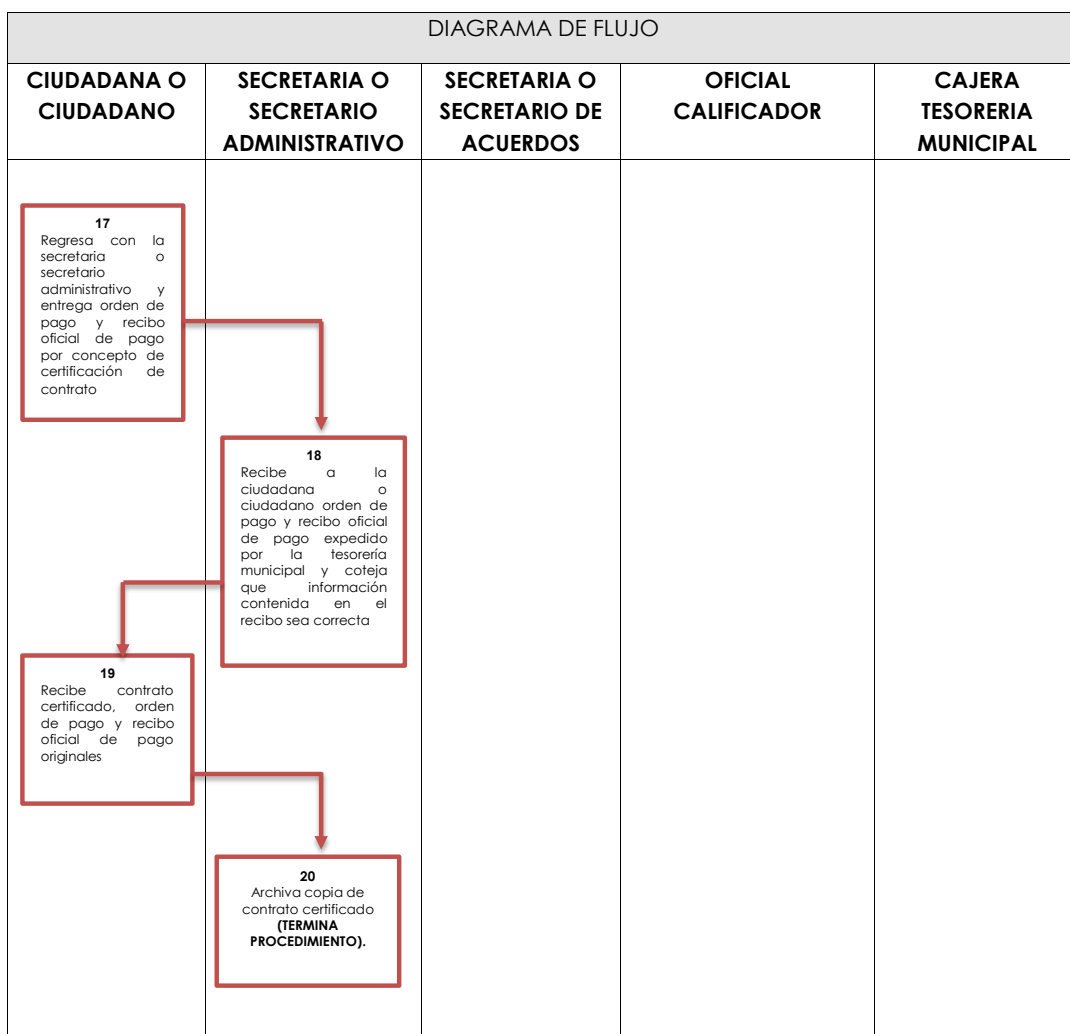 DIAGRAMA DE FLUJO
CIUDADANA O
CIUDADANO
SECRETARIA O
SECRETARIO
ADMINISTRATIVO
SECRETARIA O
SECRETARIO DE
ACUERDOS
OFICIAL
CALIFICADOR
CAJERA
TESORERIA
MUNICIPAL
17
Regresa con la
secretaria o
secretario
administrativo y
entrega orden de
pago y recibo
oficial de pago
por concepto de
certificación de
contrato
18
Recibe a la
ciudadana o
ciudadano orden de
pago y recibo oficial
de pago expedido
por la tesorería
municipal y coteja
que información
contenida en el
recibo sea correcta
19
Recibe contrato
certificado, orden
de pago y recibo
oficial de pago
originales
20
Archiva copia de
contrato certificado
(TERMINA
PROCEDIMIENTO).